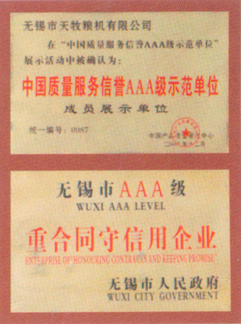 无锡市天牧粮机有限公司
在“中国质量服务信誉AAA级示范单位”
展示活动中被确认为：
中国质量服务信誉AAA级示范单位
成员展示单位
统一编号：0087
无锡市AAA级
WUXI AAA LEVEL
重合同守信用企业
ENTERPRISE OF "HONOURING CONTRACTS AND KEEPING PROMISE"
无锡市人民政府
WUXI CITY GOVERNMENT